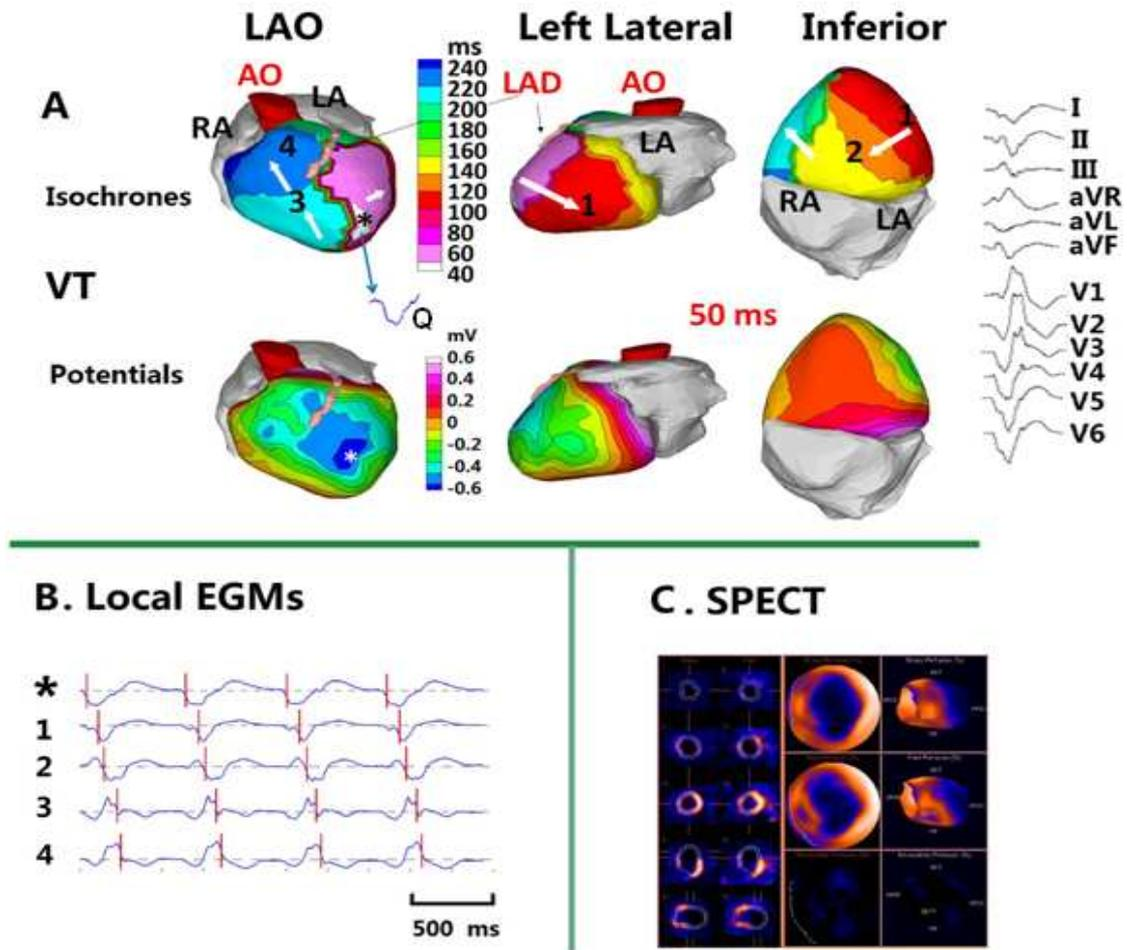 LAO
Left Lateral
Inferior
ms
240
220
200
180
160
140
120
100
80
60
40
A
AO
LA
RA
4
3
*
LAD
AO
LA
1
1
2
RA
LA
Isochrones
I
II
III
aVR
aVL
aVF
V1
V2
V3
V4
V5
V6
VT
Q
50 ms
mV
0.6
0.4
0.2
0
-0.2
-0.4
-0.6
Potentials
*
B. Local EGMs
*
1
2
3
4
500 ms
C. SPECT